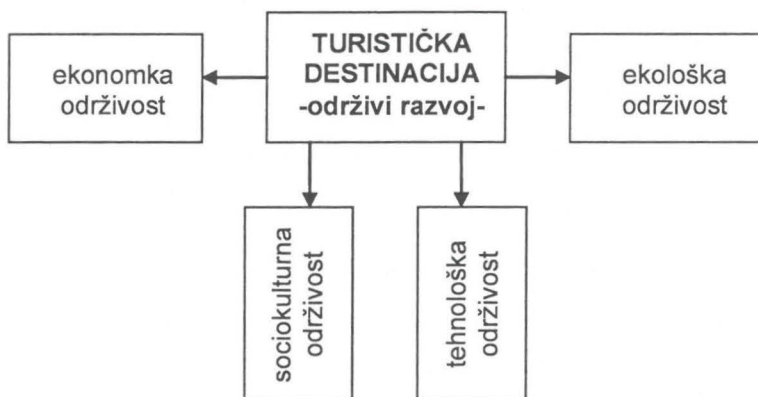 TURISTIČKA
DESTINACIJA
-održivi razvoj-
ekonomka
održivost
ekološka
održivost
sociokulturna
održivost
tehnološka
održivost